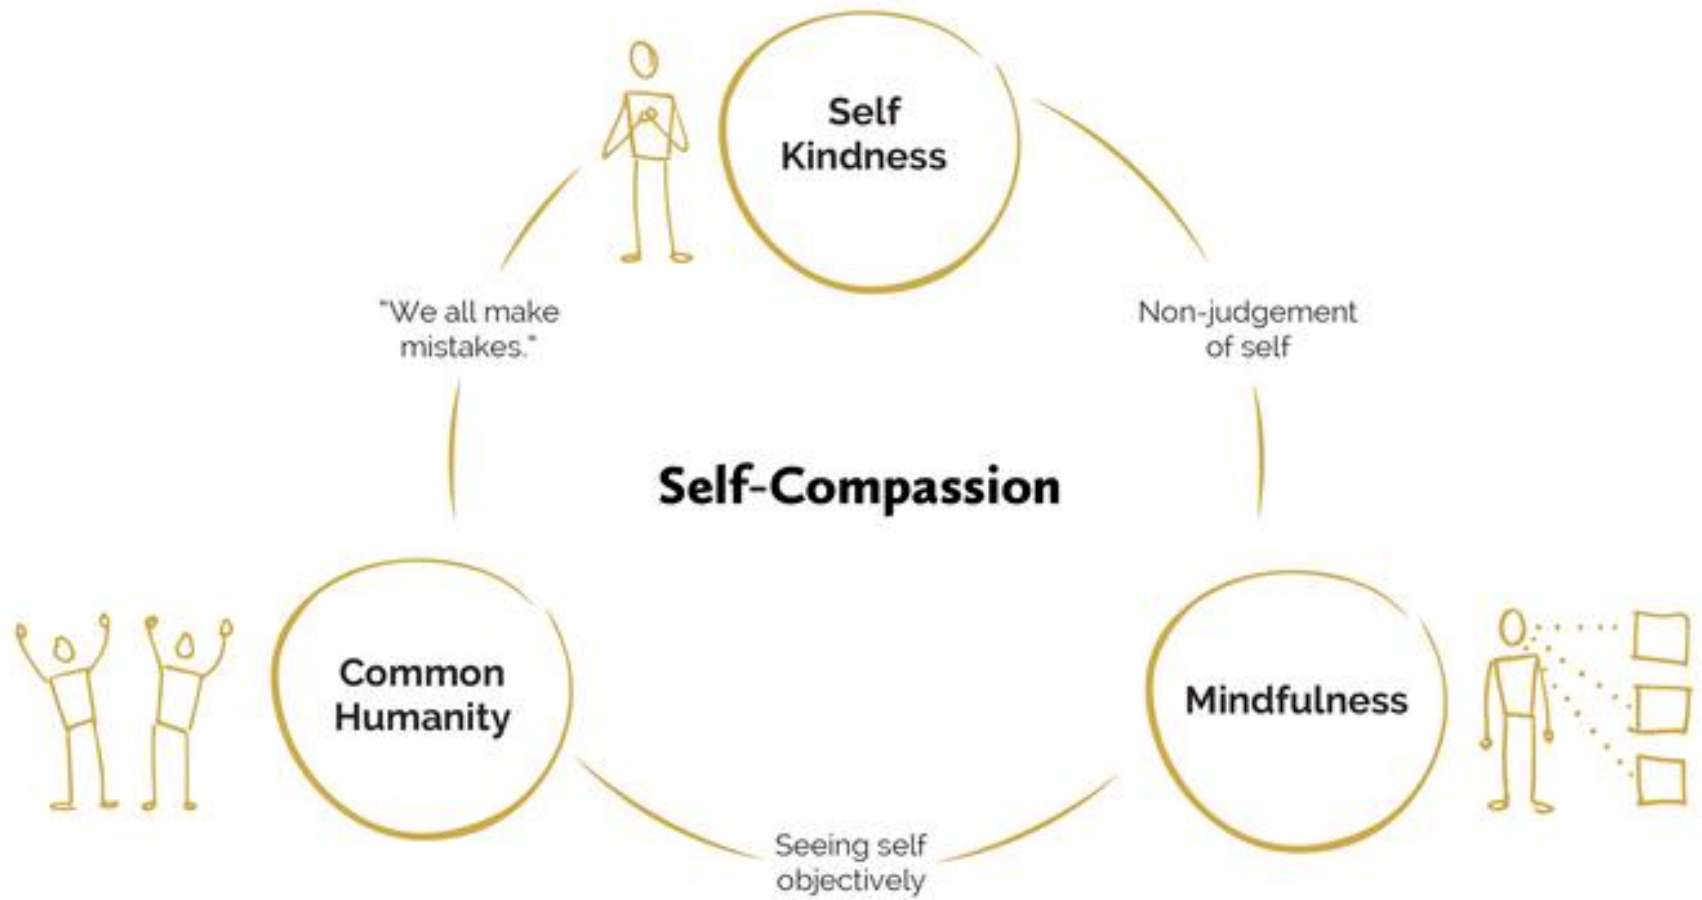 Self
Kindness
"We all make
mistakes."
Non-judgement
of self
Self-Compassion
Common
Humanity
Mindfulness
Seeing self
objectively